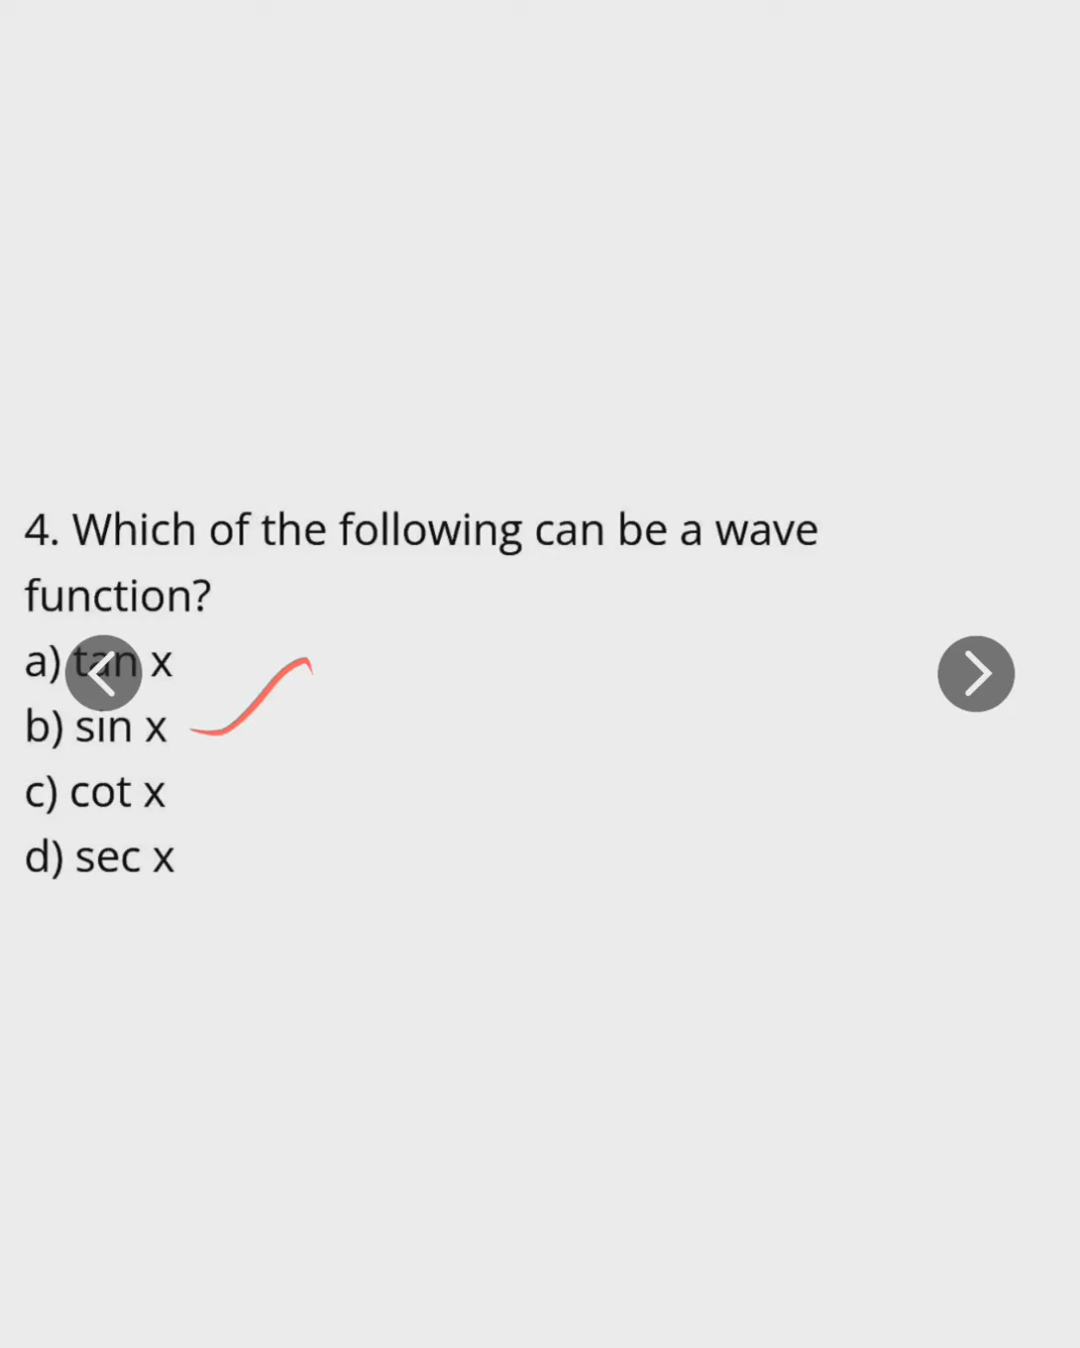 4. Which of the following can be a wave
function?
a) tan x
b) sin x
c) cot x
d) sec x